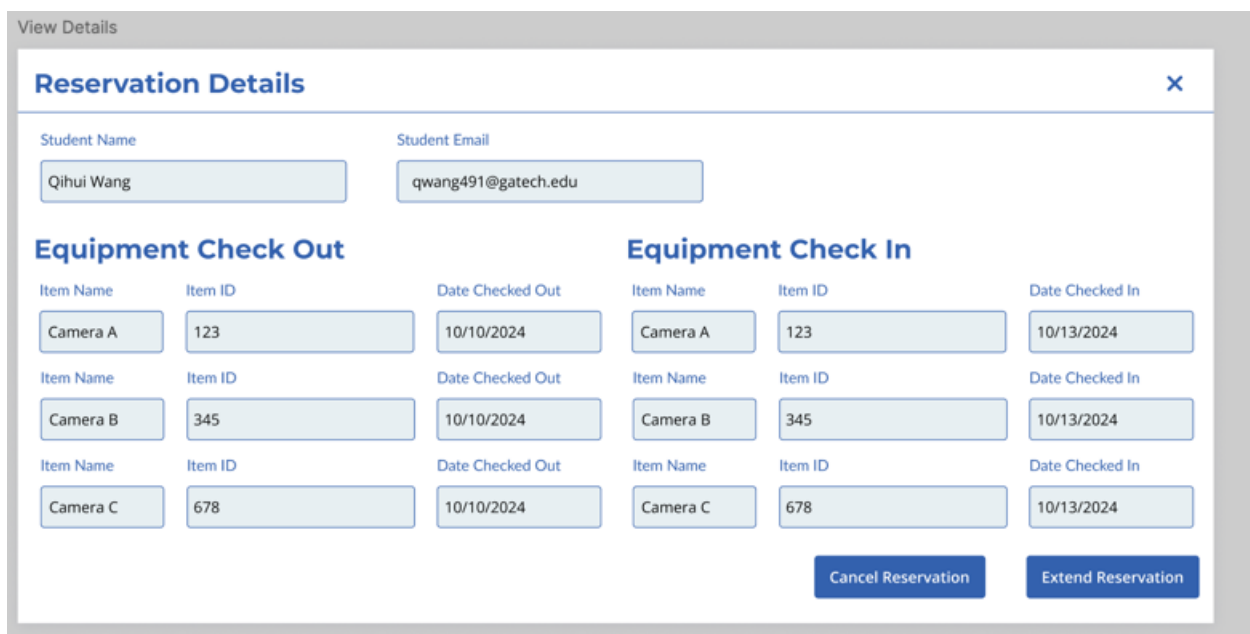 View Details
Reservation Details ×
Student Name Student Email
Qihui Wang qwang491@gatech.edu
Equipment Check Out Equipment Check In
Item Name Item ID Date Checked Out Item Name Item ID Date Checked In
Camera A 123 10/10/2024 Camera A 123 10/13/2024
Item Name Item ID Date Checked Out Item Name Item ID Date Checked In
Camera B 345 10/10/2024 Camera B 345 10/13/2024
Item Name Item ID Date Checked Out Item Name Item ID Date Checked In
Camera C 678 10/10/2024 Camera C 678 10/13/2024
Cancel Reservation Extend Reservation